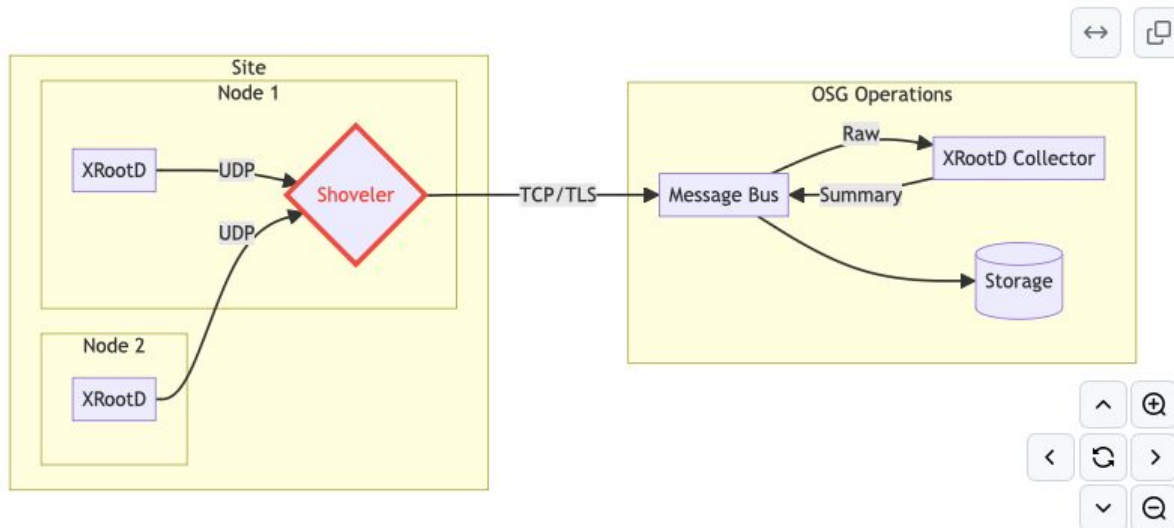 Site
Node 1
XRootD
UDP
Shoveler
UDP
Node 2
XRootD
TCP/TLS
OSG Operations
Message Bus
Raw
XRootD Collector
Summary
Storage